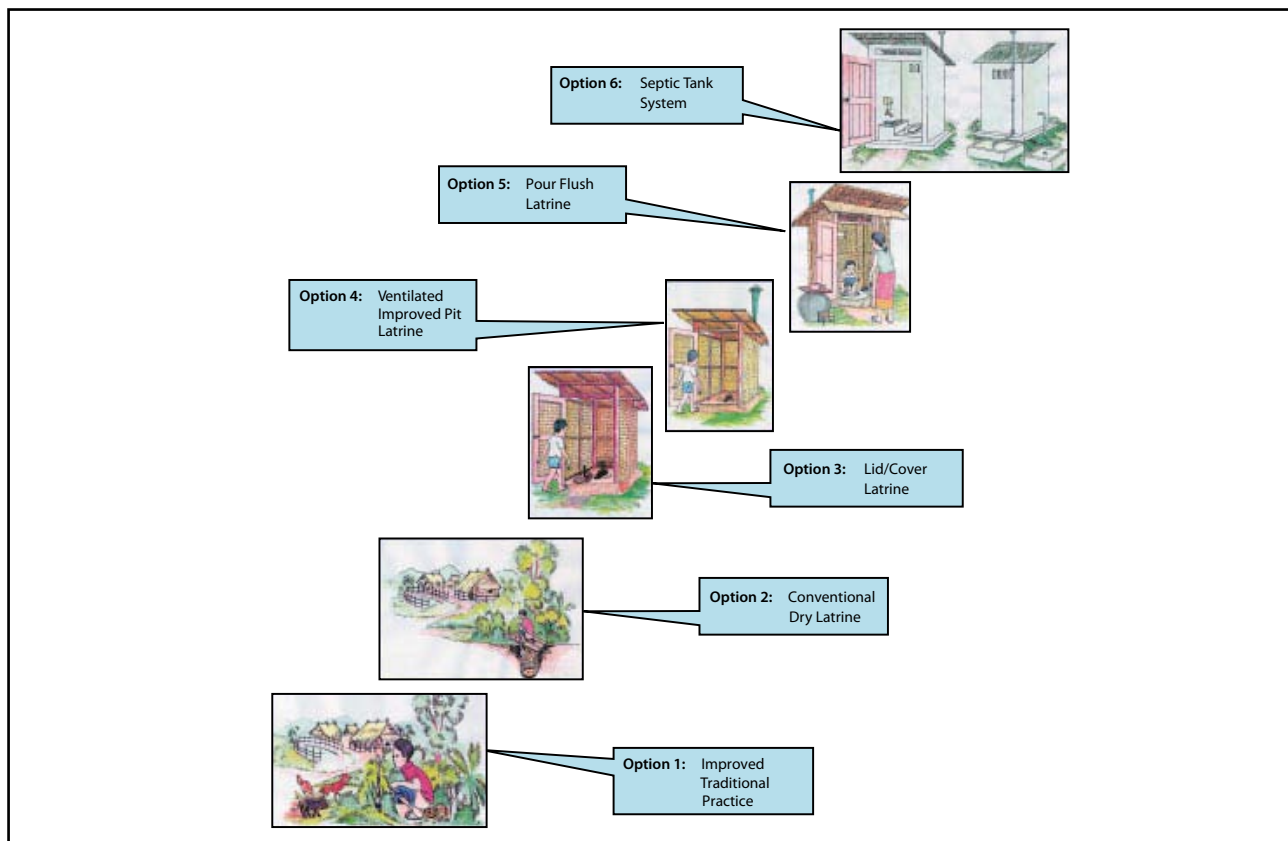 Option 6: Septic Tank
System
Option 5: Pour Flush
Latrine
Option 4: Ventilated
Improved Pit
Latrine
Option 3: Lid/Cover
Latrine
Option 2: Conventional
Dry Latrine
Option 1: Improved
Traditional
Practice